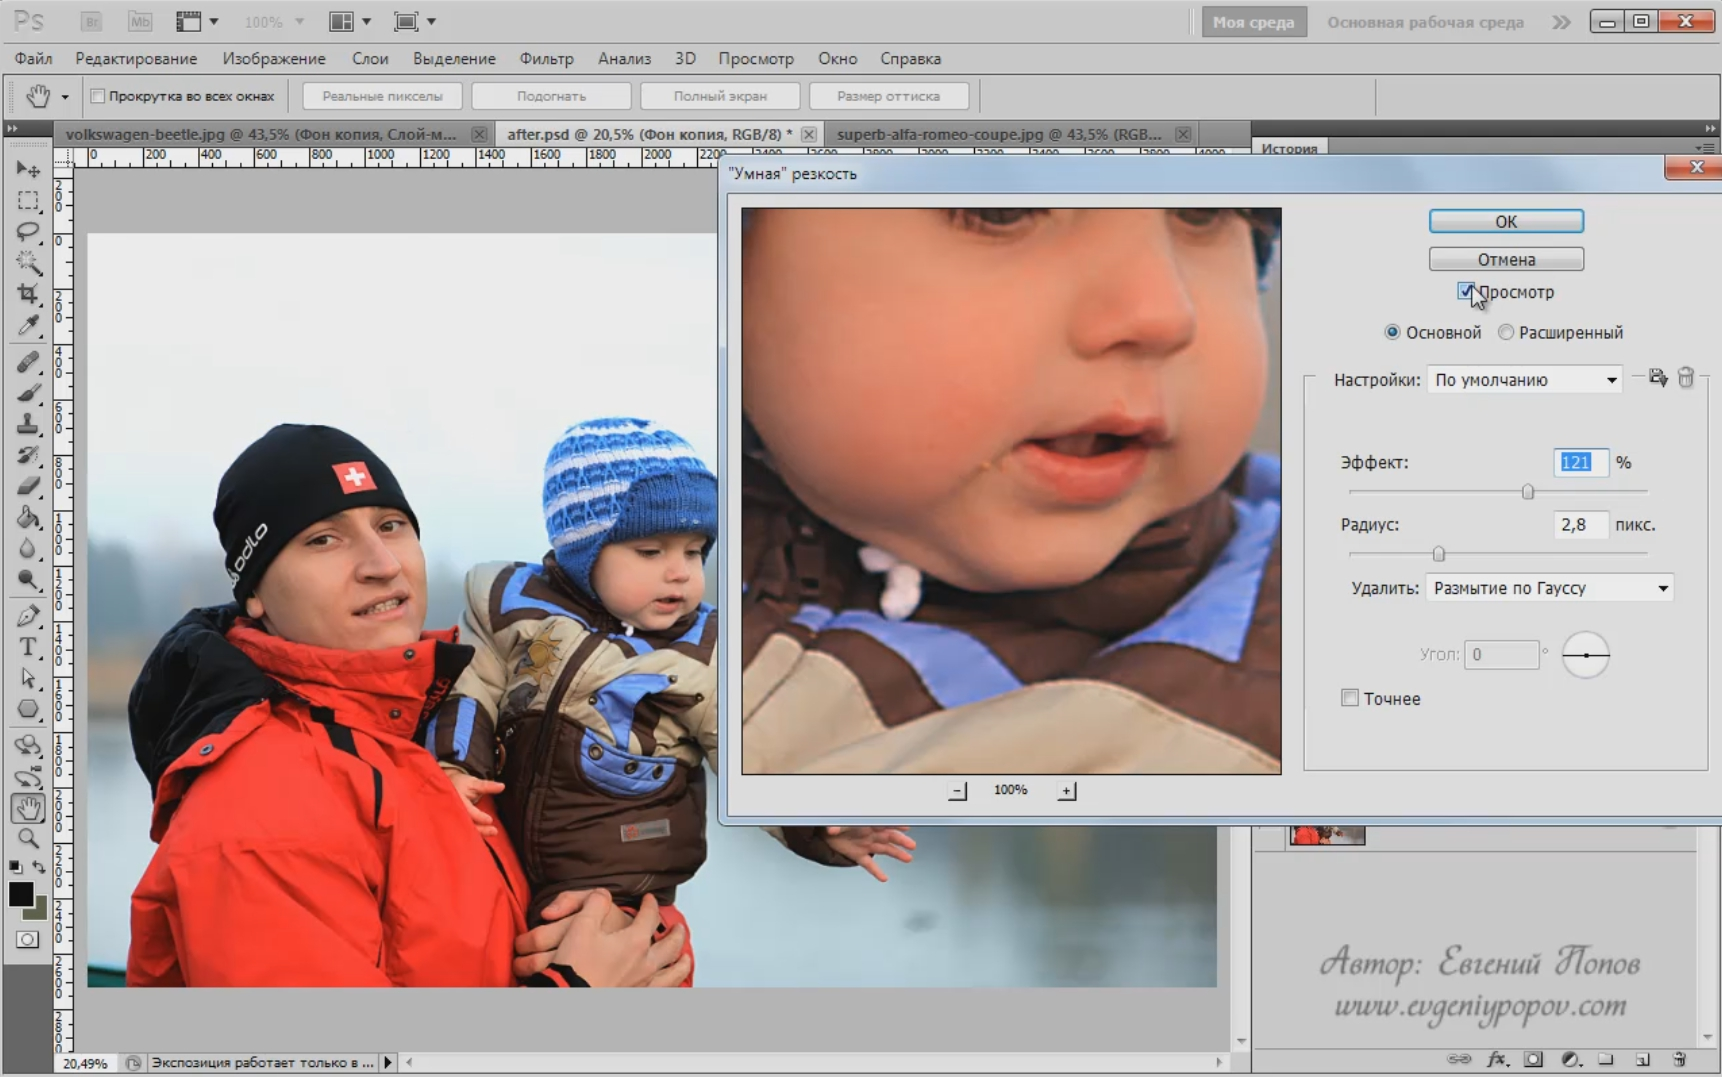 Ps Br Mb 100% Моя среда Основная рабочая среда
Файл Редактирование Изображение Слои Выделение Фильтр Анализ 3D Просмотр Окно Справка
Прокрутка во всех окнах Реальные пикселы Подогнать Полный экран Размер оттиска
volkswagen-beetle.jpg @ 43,5% (Фон копия, Слой-м... after.psd @ 20,5% (Фон копия, RGB/8) * superb-alfa-romeo-coupe.jpg @ 43,5% (RGB...
История
0 200 400 600 800 1000 1200 1400 1600 1800 2000
"Умная" резкость
OK
Отмена
Просмотр
Основной Расширенный
Настройки: По умолчанию
Эффект: 121 %
Радиус: 2,8 пикс.
Удалить: Размытие по Гауссу
Угол: 0 °
Точнее
100%
odlo
Автор: Евгений Попов
www.evgeniypopov.com
20,49% Экспозиция работает только в ...